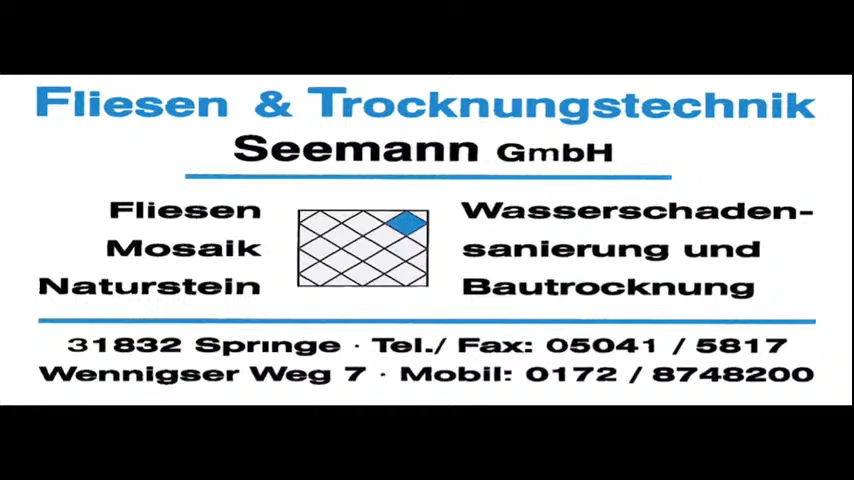 Fliesen & Trocknungstechnik
Seemann GmbH
Fliesen
Mosaik
Naturstein
Wasserschaden-
sanierung und
Bautrocknung
31832 Springe · Tel./ Fax: 05041 / 5817
Wennigser Weg 7 · Mobil: 0172 / 8748200